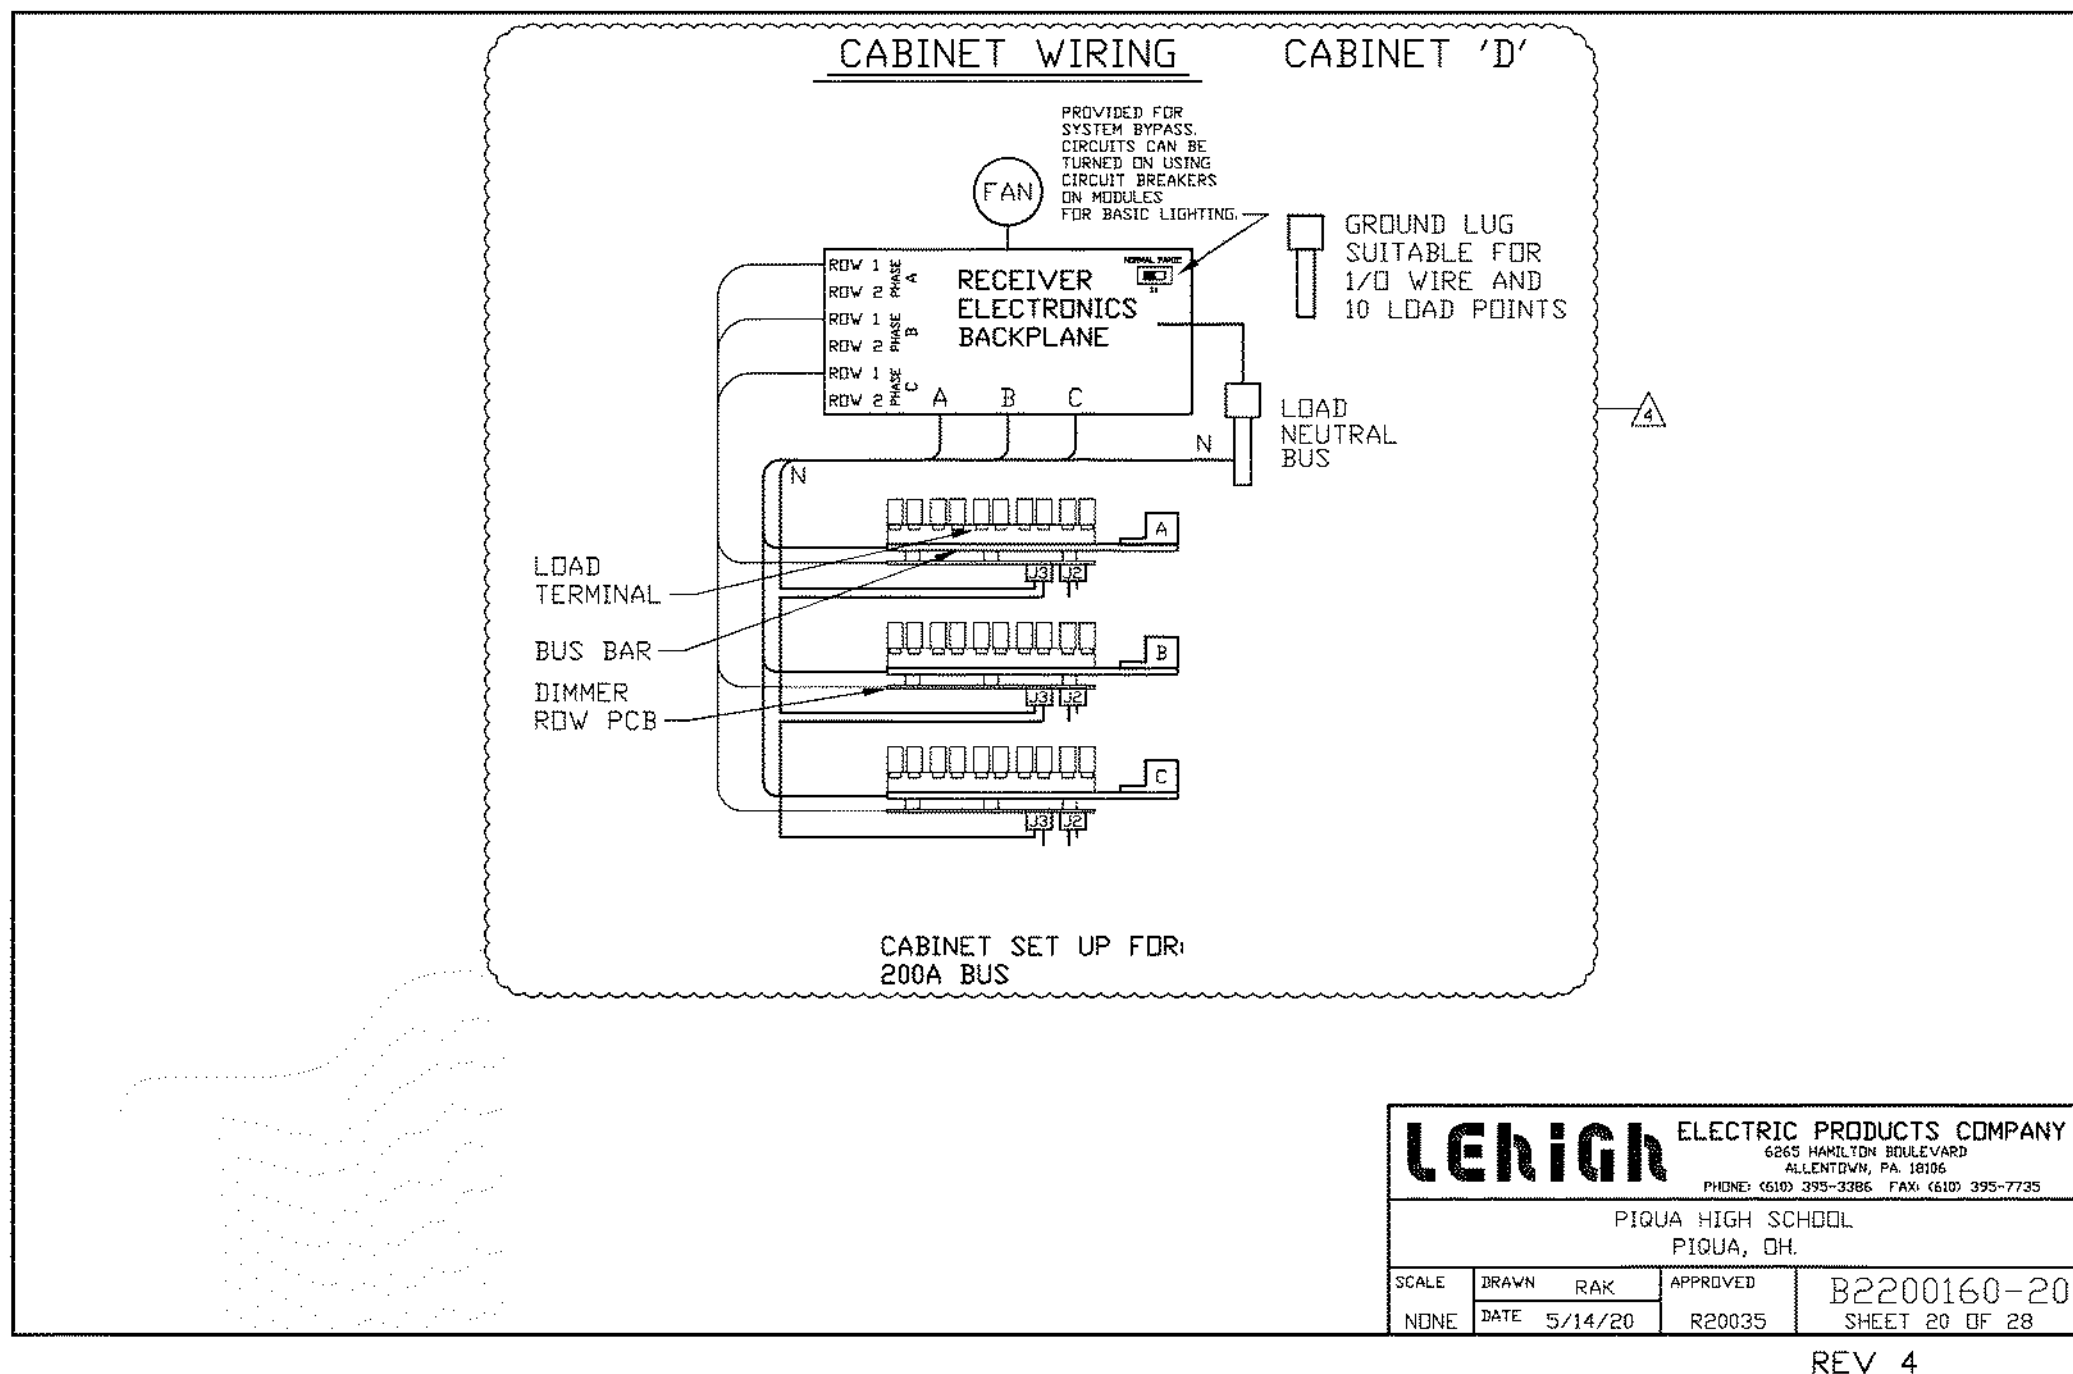 CABINET WIRING
CABINET 'D'
PROVIDED FOR
SYSTEM BYPASS.
CIRCUITS CAN BE
TURNED ON USING
CIRCUIT BREAKERS
ON MODULES
FOR BASIC LIGHTING.
FAN
GROUND LUG
SUITABLE FOR
1/0 WIRE AND
10 LOAD POINTS
ROW 1
ROW 2
PHASE A
ROW 1
ROW 2
PHASE B
ROW 1
ROW 2
PHASE C
RECEIVER
ELECTRONICS
BACKPLANE
NORMAL PANIC
A B C
LOAD
NEUTRAL
BUS
4
N
N
A
J3 J2
LOAD
TERMINAL
BUS BAR
B
J3 J2
DIMMER
ROW PCB
C
J3 J2
CABINET SET UP FOR:
200A BUS
LEhiGh
ELECTRIC PRODUCTS COMPANY
6265 HAMILTON BOULEVARD
ALLENTOWN, PA. 18106
PHONE: (610) 395-3386 FAX: (610) 395-7735
PIQUA HIGH SCHOOL
PIQUA, OH.
SCALE
NONE
DRAWN RAK
DATE 5/14/20
APPROVED
R20035
B2200160-20
SHEET 20 OF 28
REV 4